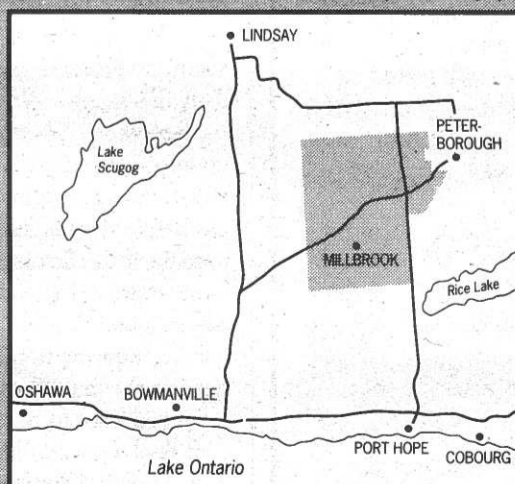 LINDSAY
Lake
Scugog
PETER-
BOROUGH
MILLBROOK
Rice Lake
OSHAWA
BOWMANVILLE
PORT HOPE
COBOURG
Lake Ontario